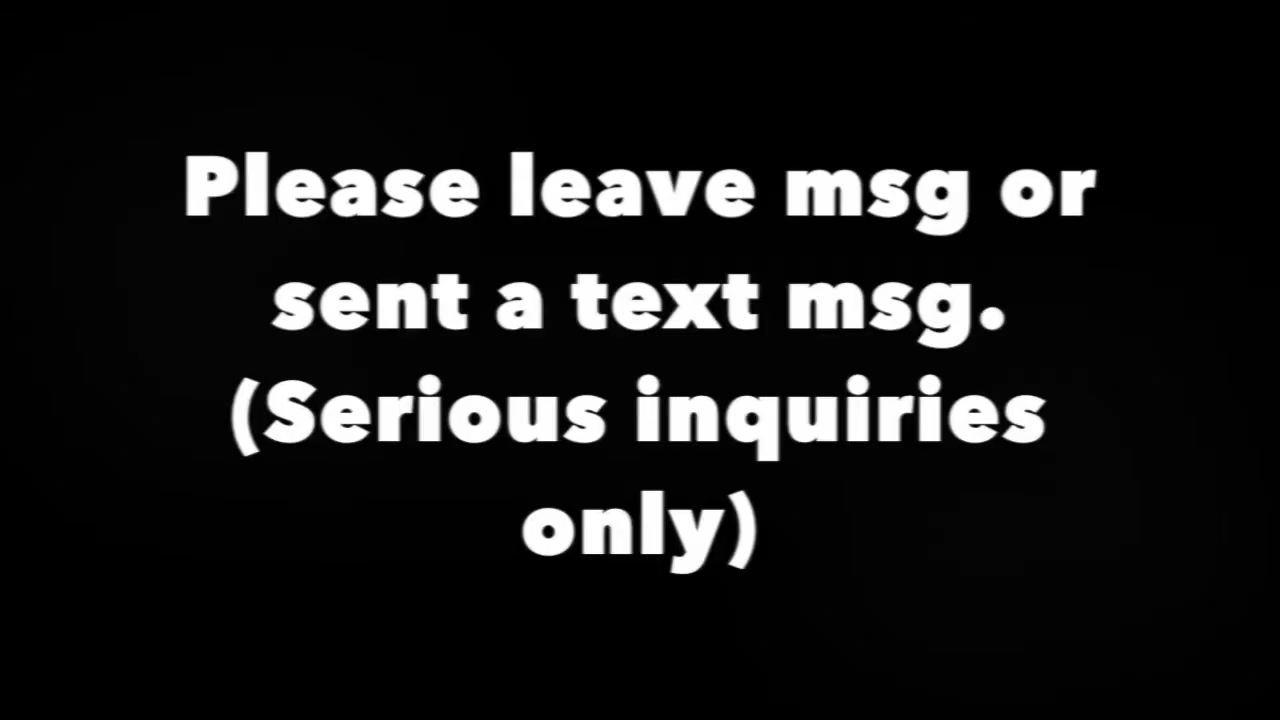 Please leave msg or
sent a text msg.
(Serious inquiries
only)